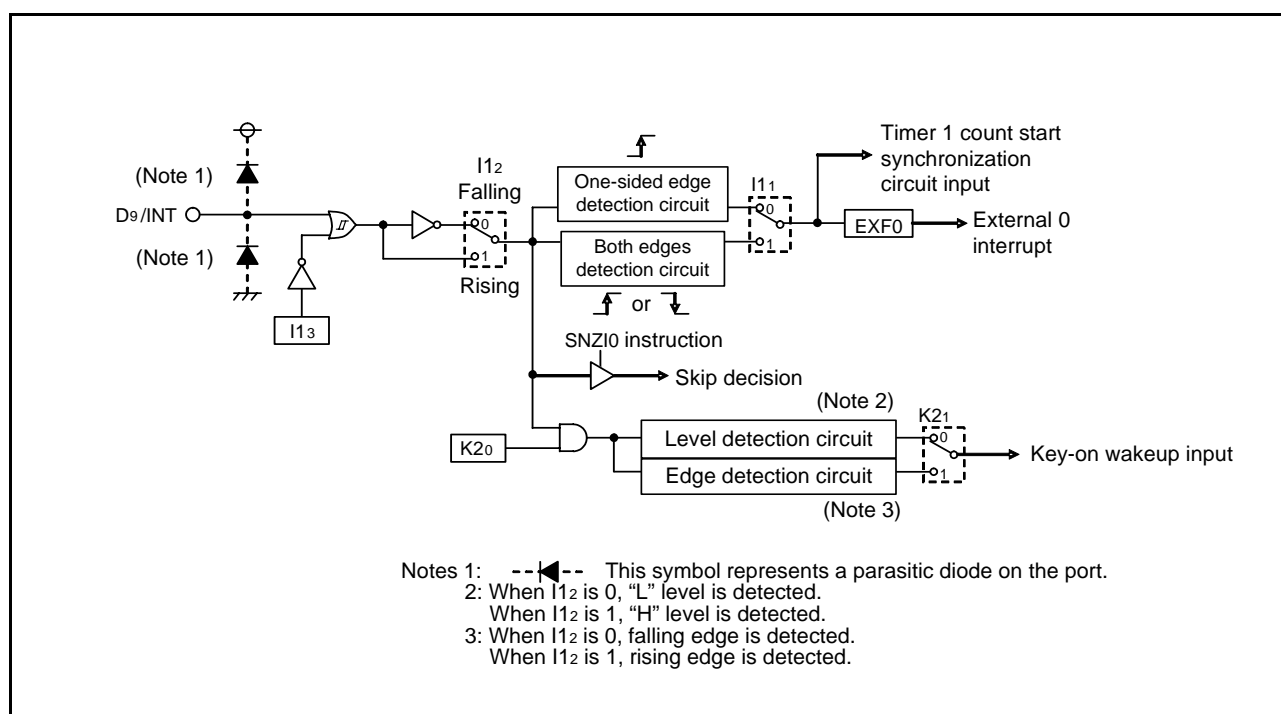 Timer 1 count start
synchronization
circuit input
(Note 1)
I12
Falling
One-sided edge
detection circuit
I11
0
D9/INT
0
EXF0
External 0
interrupt
(Note 1)
1
Both edges
detection circuit
1
Rising
or
I13
SNZI0 instruction
Skip decision
(Note 2)
K21
K20
Level detection circuit
0
Key-on wakeup input
Edge detection circuit
1
(Note 3)
Notes 1: This symbol represents a parasitic diode on the port.
2: When I12 is 0, “L” level is detected.
When I12 is 1, “H” level is detected.
3: When I12 is 0, falling edge is detected.
When I12 is 1, rising edge is detected.